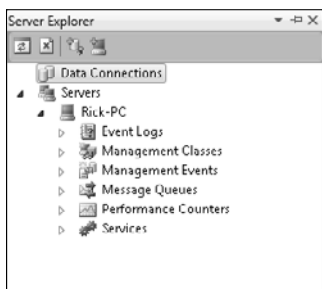 Server Explorer
Data Connections
Servers
Rick-PC
Event Logs
Management Classes
Management Events
Message Queues
Performance Counters
Services